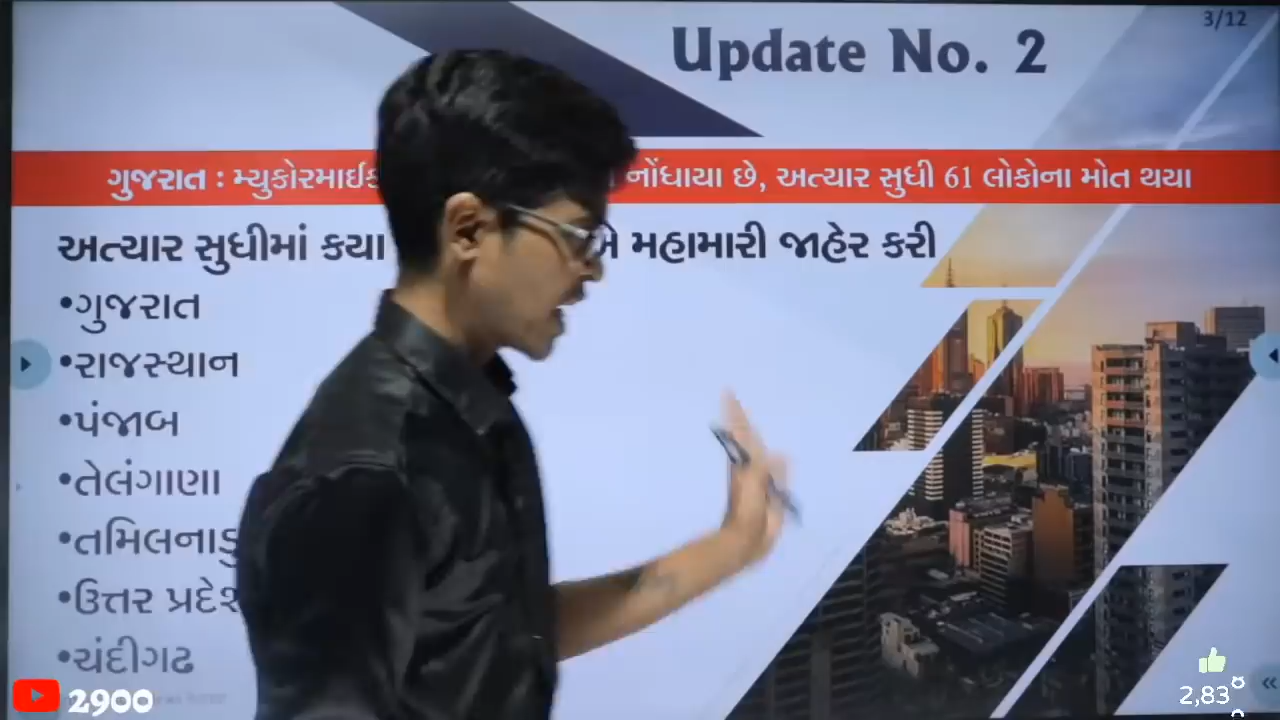 3/12
Update No. 2
ગુજરાત : મ્યુકોરમાઈક નોંધાયા છે, અત્યાર સુધી 61 લોકોના મોત થયા
અત્યાર સુધીમાં કયા એ મહામારી જાહેર કરી
•ગુજરાત
•રાજસ્થાન
•પંજાબ
•તેલંગાણા
•તમિલનાડુ
•ઉત્તર પ્રદેશ
•ચંદીગઢ
2900
2,83